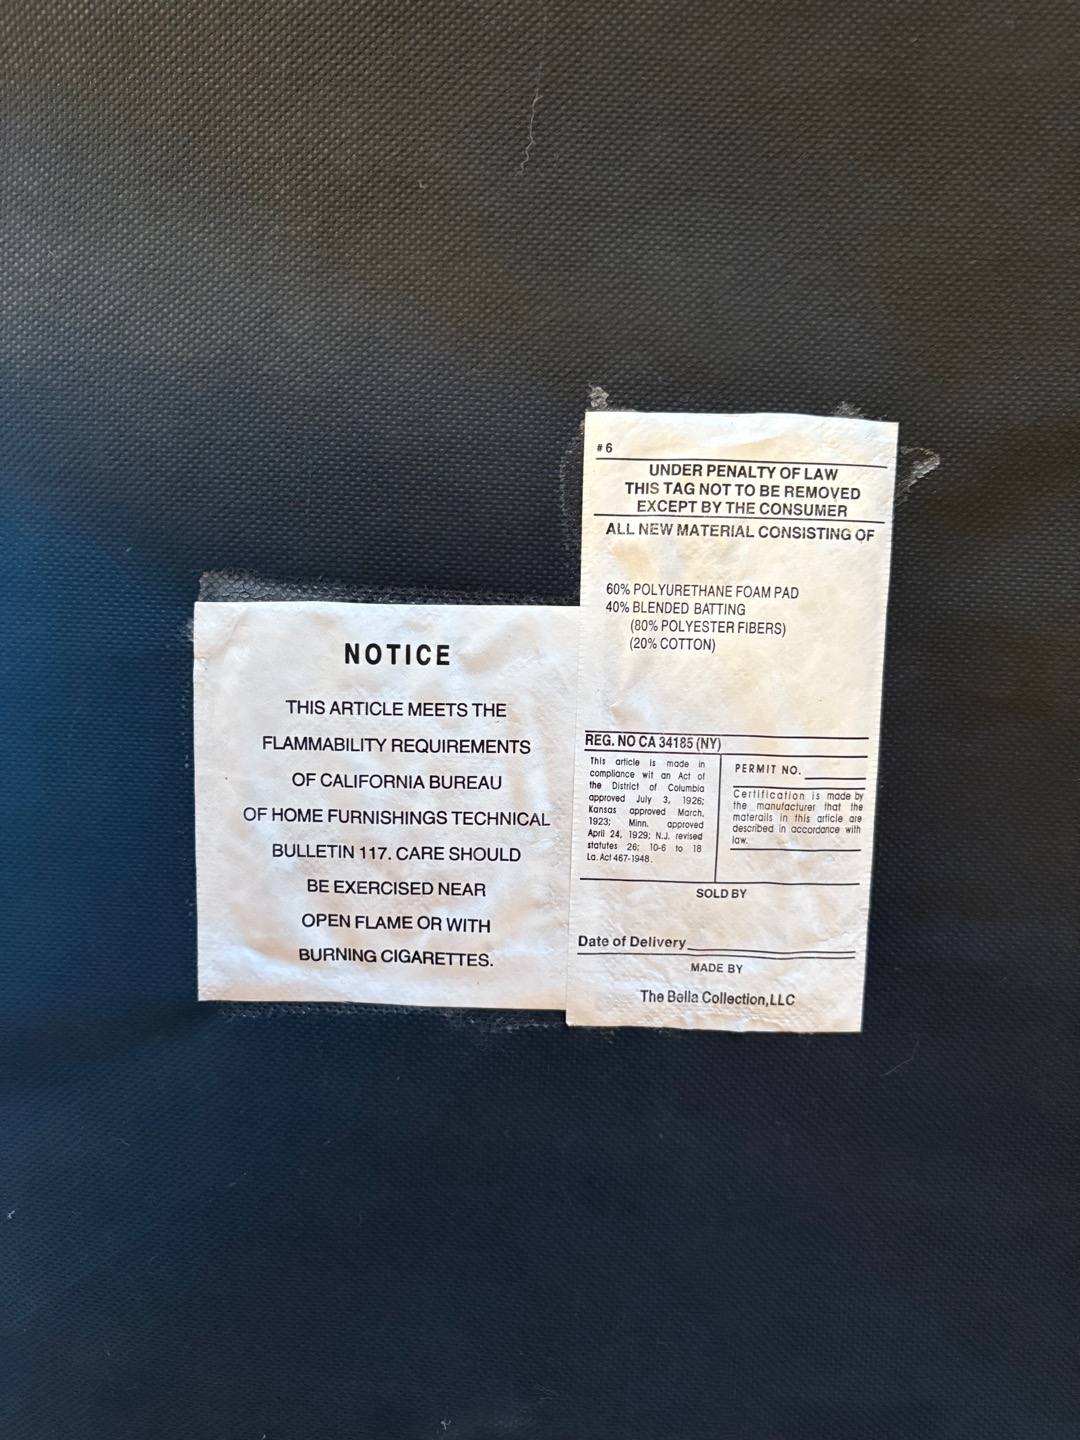 NOTICE
THIS ARTICLE MEETS THE
FLAMMABILITY REQUIREMENTS
OF CALIFORNIA BUREAU
OF HOME FURNISHINGS TECHNICAL
BULLETIN 117. CARE SHOULD
BE EXERCISED NEAR
OPEN FLAME OR WITH
BURNING CIGARETTES.
# 6
UNDER PENALTY OF LAW
THIS TAG NOT TO BE REMOVED
EXCEPT BY THE CONSUMER
ALL NEW MATERIAL CONSISTING OF
60% POLYURETHANE FOAM PAD
40% BLENDED BATTING
(80% POLYESTER FIBERS)
(20% COTTON)
REG. NO CA 34185 (NY)
This article is made in
compliance wit an Act of
the District of Columbia
approved July 3, 1926;
Kansas approved March,
1923; Minn. approved
April 24, 1929; N.J. revised
statutes 26; 10-6 to 18
La. Act 467-1948.
PERMIT NO.
Certification is made by
the manufacturer that the
materails in this article are
described in accordance with
law.
SOLD BY
Date of Delivery
MADE BY
The Bella Collection,LLC